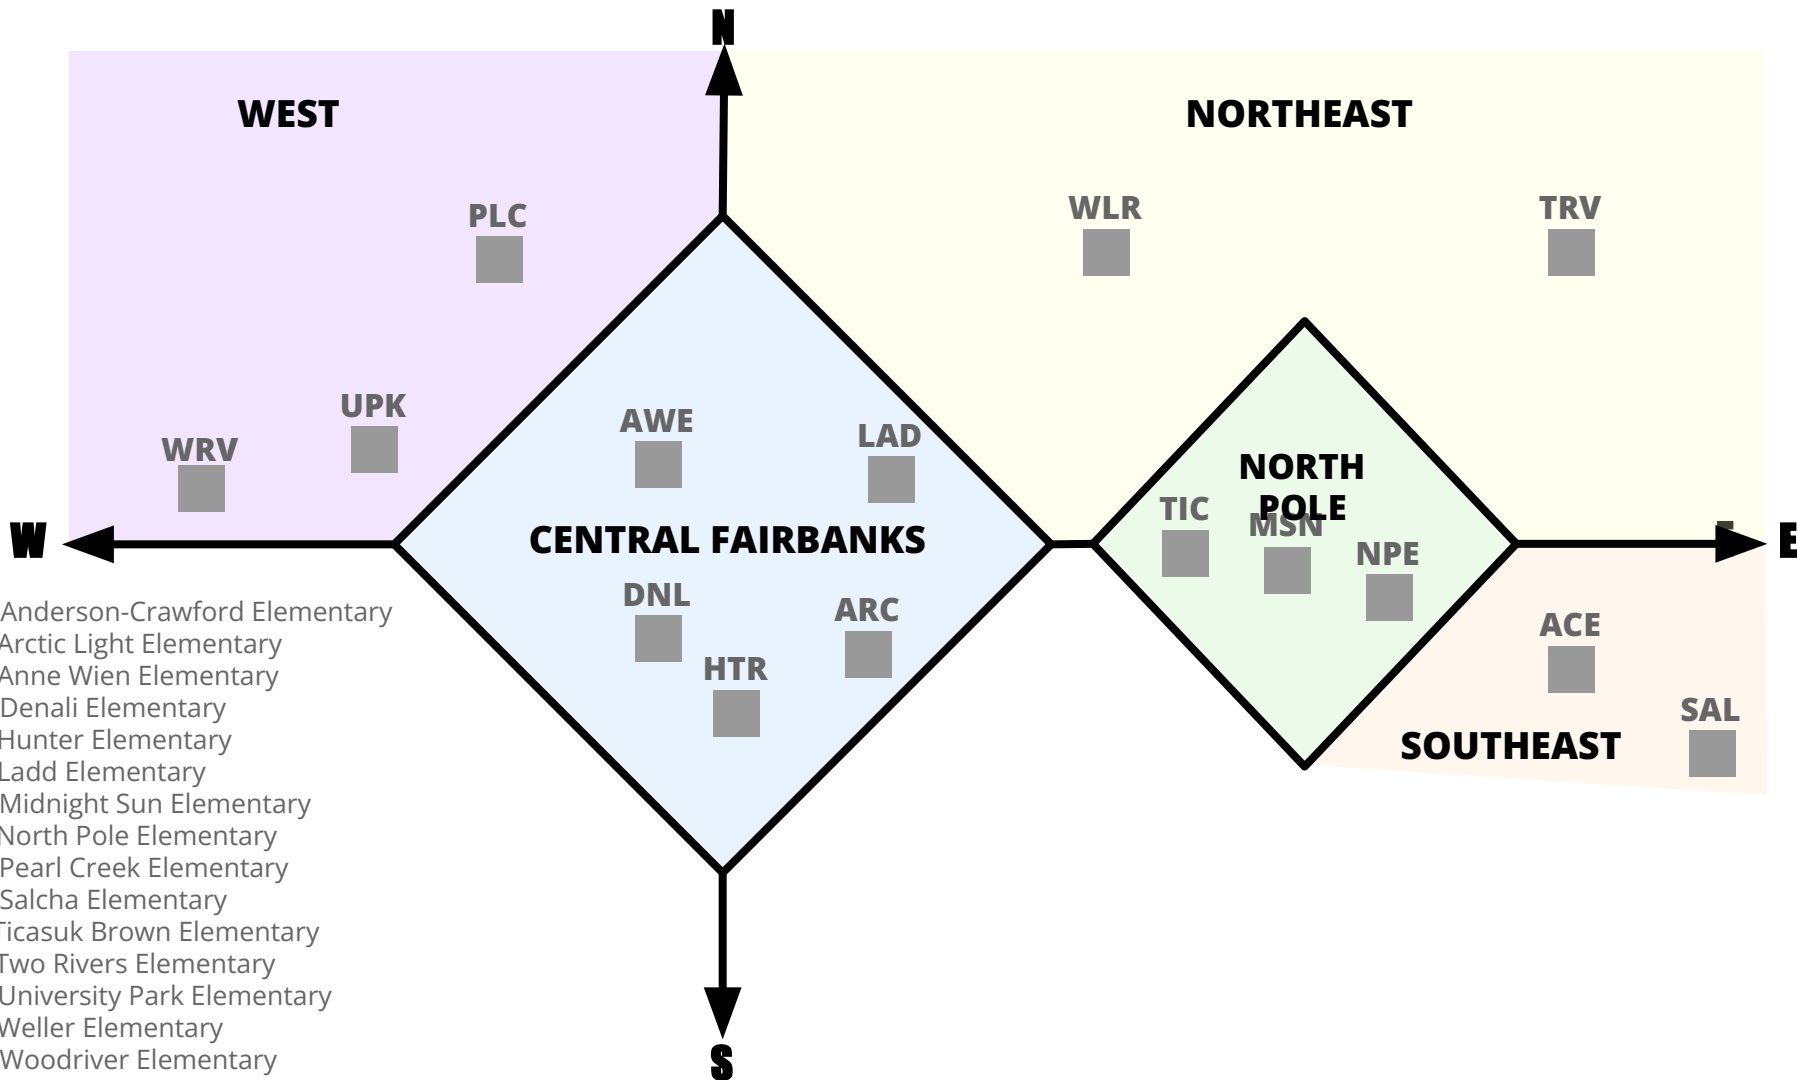 N
WEST
NORTHEAST
PLC
WLR
TRV
UPK
WRV
AWE
LAD
NORTH
POLE
TIC
MSN
NPE
W
CENTRAL FAIRBANKS
E
DNL
ARC
HTR
ACE
SAL
SOUTHEAST
Anderson-Crawford Elementary
Arctic Light Elementary
Anne Wien Elementary
Denali Elementary
Hunter Elementary
Ladd Elementary
Midnight Sun Elementary
North Pole Elementary
Pearl Creek Elementary
Salcha Elementary
Ticasuk Brown Elementary
Two Rivers Elementary
University Park Elementary
Weller Elementary
Woodriver Elementary
S